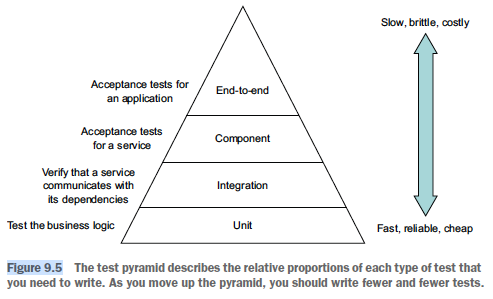 Slow, brittle, costly
Acceptance tests for
an application
End-to-end
Acceptance tests
for a service
Component
Verify that a service
communicates with
its dependencies
Integration
Test the business logic
Unit
Fast, reliable, cheap
Figure 9.5 The test pyramid describes the relative proportions of each type of test that
you need to write. As you move up the pyramid, you should write fewer and fewer tests.